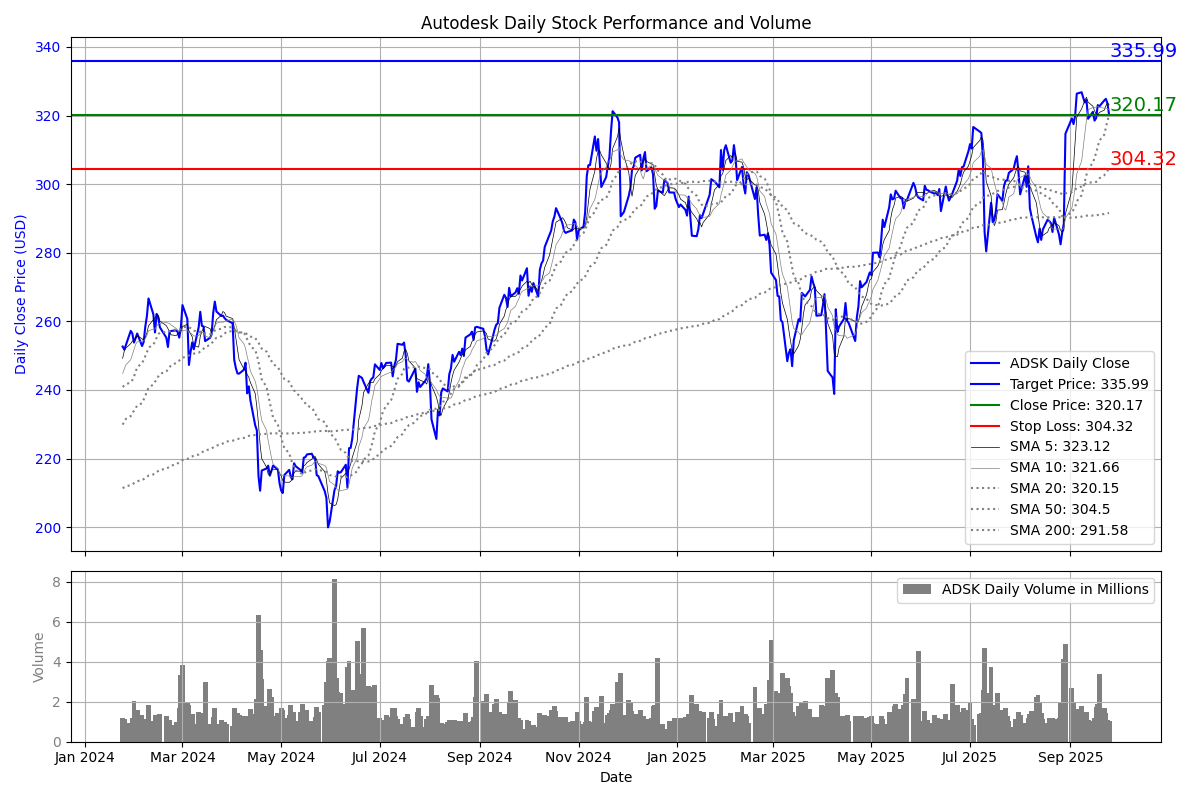 Autodesk Daily Stock Performance and Volume
340
320
300
280
260
240
220
200
Daily Close Price (USD)
335.99
320.17
304.32
ADSK Daily Close
Target Price: 335.99
Close Price: 320.17
Stop Loss: 304.32
SMA 5: 323.12
SMA 10: 321.66
SMA 20: 320.15
SMA 50: 304.5
SMA 200: 291.58
8
6
4
2
0
Volume
ADSK Daily Volume in Millions
Jan 2024 Mar 2024 May 2024 Jul 2024 Sep 2024 Nov 2024 Jan 2025 Mar 2025 May 2025 Jul 2025 Sep 2025
Date